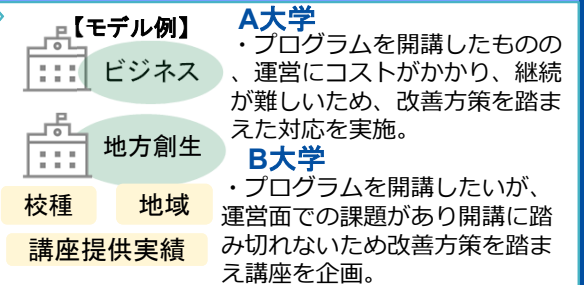 【モデル例】
ビジネス
地方創生
校種
地域
講座提供実績
A大学
・プログラムを開講したものの
、運営にコストがかかり、継続
が難しいため、改善方策を踏ま
えた対応を実施。
B大学
・プログラムを開講したいが、
運営面での課題があり開講に踏
み切れないため改善方策を踏ま
え講座を企画。